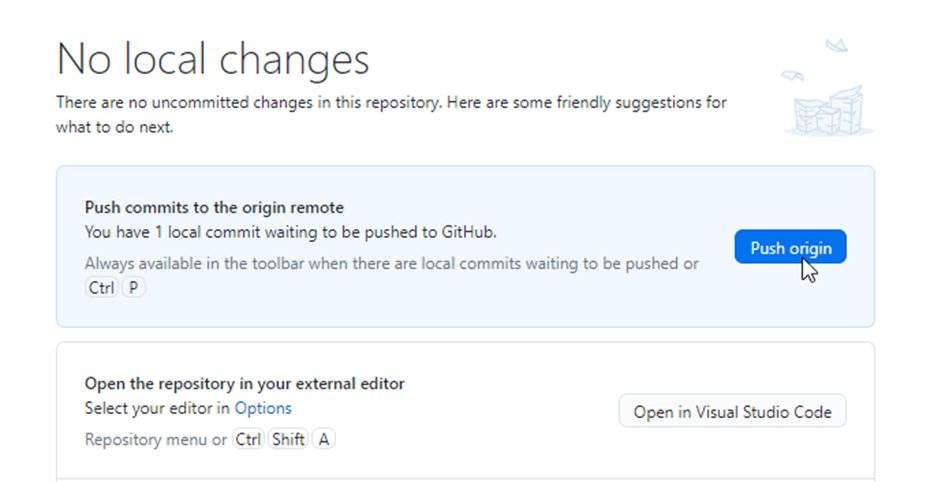 No local changes
There are no uncommitted changes in this repository. Here are some friendly suggestions for
what to do next.
Push commits to the origin remote
You have 1 local commit waiting to be pushed to GitHub.
Always available in the toolbar when there are local commits waiting to be pushed or
Ctrl P
Push origin
Open the repository in your external editor
Select your editor in Options
Repository menu or Ctrl Shift A
Open in Visual Studio Code